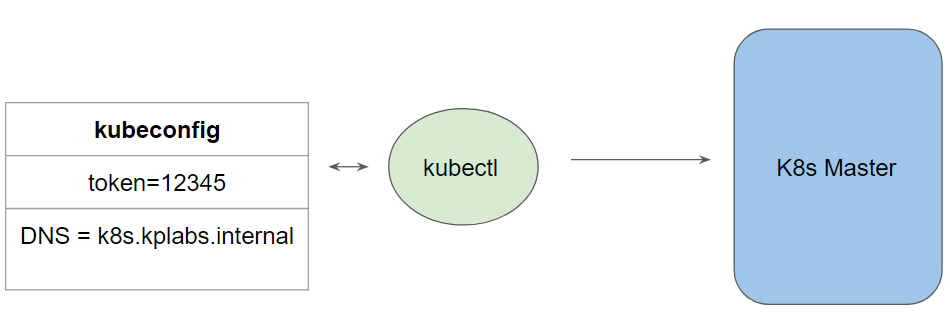 kubeconfig
token=12345
DNS = k8s.kplabs.internal
kubectl
K8s Master